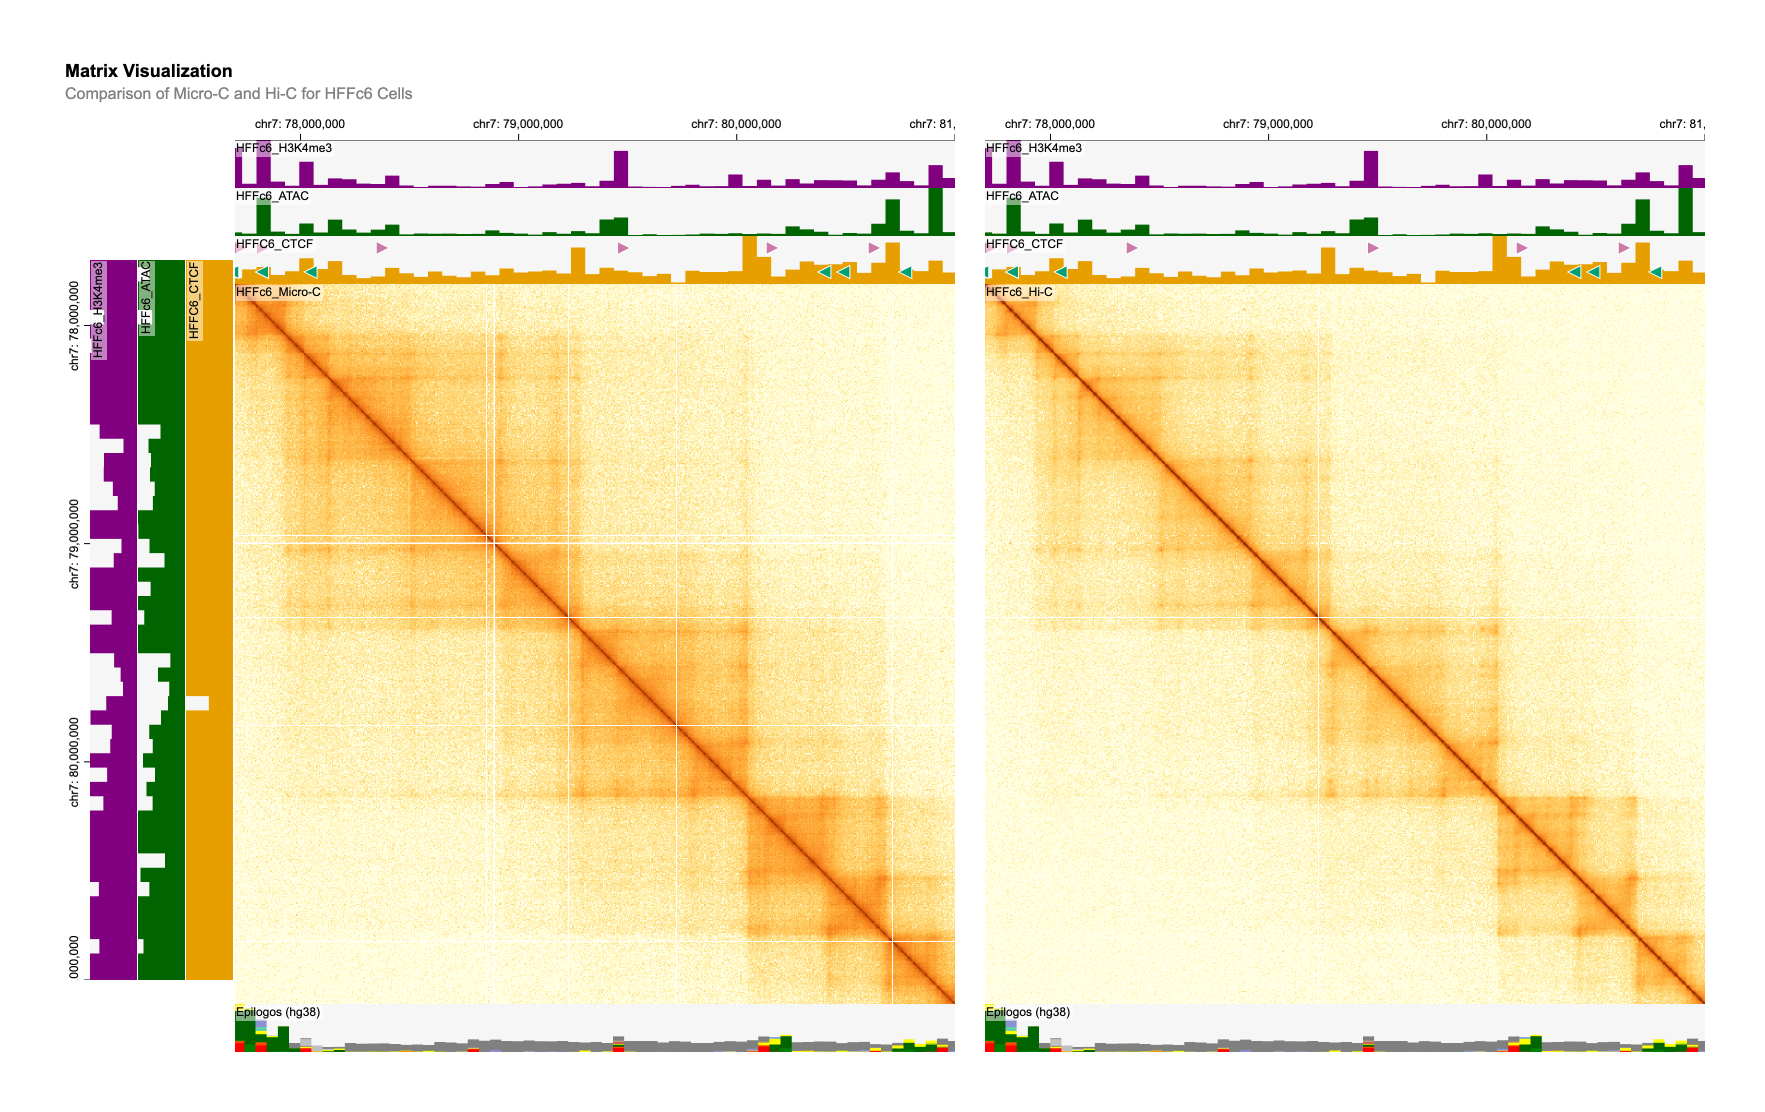 Matrix Visualization
Comparison of Micro-C and Hi-C for HFFc6 Cells
chr7: 78,000,000
chr7: 79,000,000
chr7: 80,000,000
chr7: 81,
HFFc6_H3K4me3
HFFc6_ATAC
HFFC6_CTCF
HFFc6_Micro-C
Epilogos (hg38)
chr7: 78,000,000
chr7: 79,000,000
chr7: 80,000,000
chr7: 81,
HFFc6_H3K4me3
HFFc6_ATAC
HFFC6_CTCF
HFFc6_Hi-C
Epilogos (hg38)
HFFc6_H3K4me3
HFFc6_ATAC
HFFC6_CTCF
chr7: 78,000,000
chr7: 79,000,000
chr7: 80,000,000
000,000